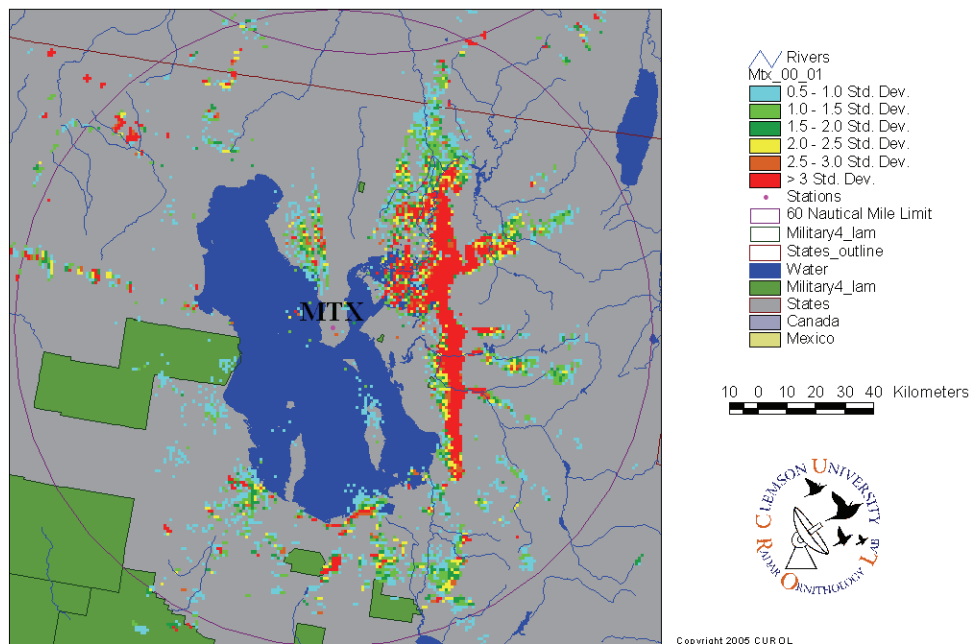 MTX
Rivers
Mtx_00_01
0.5 - 1.0 Std. Dev.
1.0 - 1.5 Std. Dev.
1.5 - 2.0 Std. Dev.
2.0 - 2.5 Std. Dev.
2.5 - 3.0 Std. Dev.
> 3 Std. Dev.
Stations
60 Nautical Mile Limit
Military4_lam
States_outline
Water
Military4_lam
States
Canada
Mexico
10 0 10 20 30 40 Kilometers
CLEMSON UNIVERSITY
RADAR ORNITHOLOGY LAB
Copyright 2005 CUROL